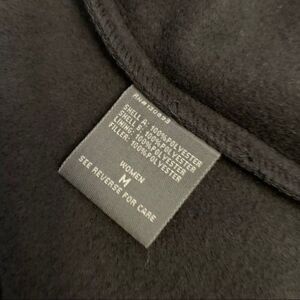 SHELL A: 100%POLYESTER
SHELL B: 100%POLYESTER
LINING: 100%POLYESTER
FILLER: 100%POLYESTER
WOMEN
M
SEE REVERSE FOR CARE